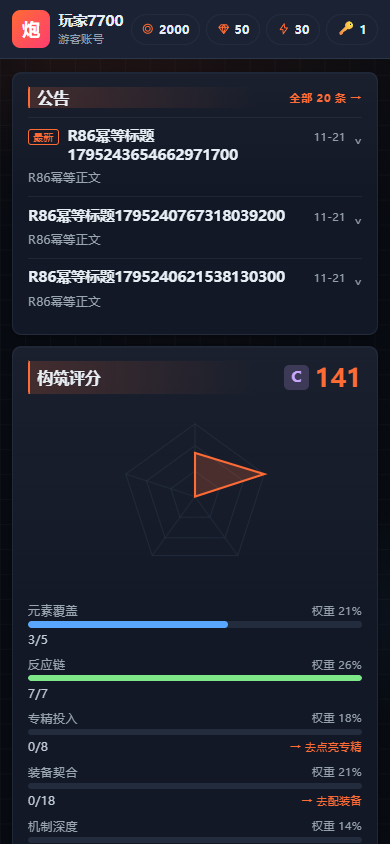 炮
玩家7700
游客账号
2000
50
30
1
公告
全部 20 条 →
最新
R86幂等标题
1795243654662971700
11-21
R86幂等正文
R86幂等标题1795240767318039200
11-21
R86幂等正文
R86幂等标题1795240621538130300
11-21
R86幂等正文
构筑评分
C
141
元素覆盖
权重 21%
3/5
反应链
权重 26%
7/7
专精投入
权重 18%
0/8
→ 去点亮专精
装备契合
权重 21%
0/18
→ 去配装备
机制深度
权重 14%